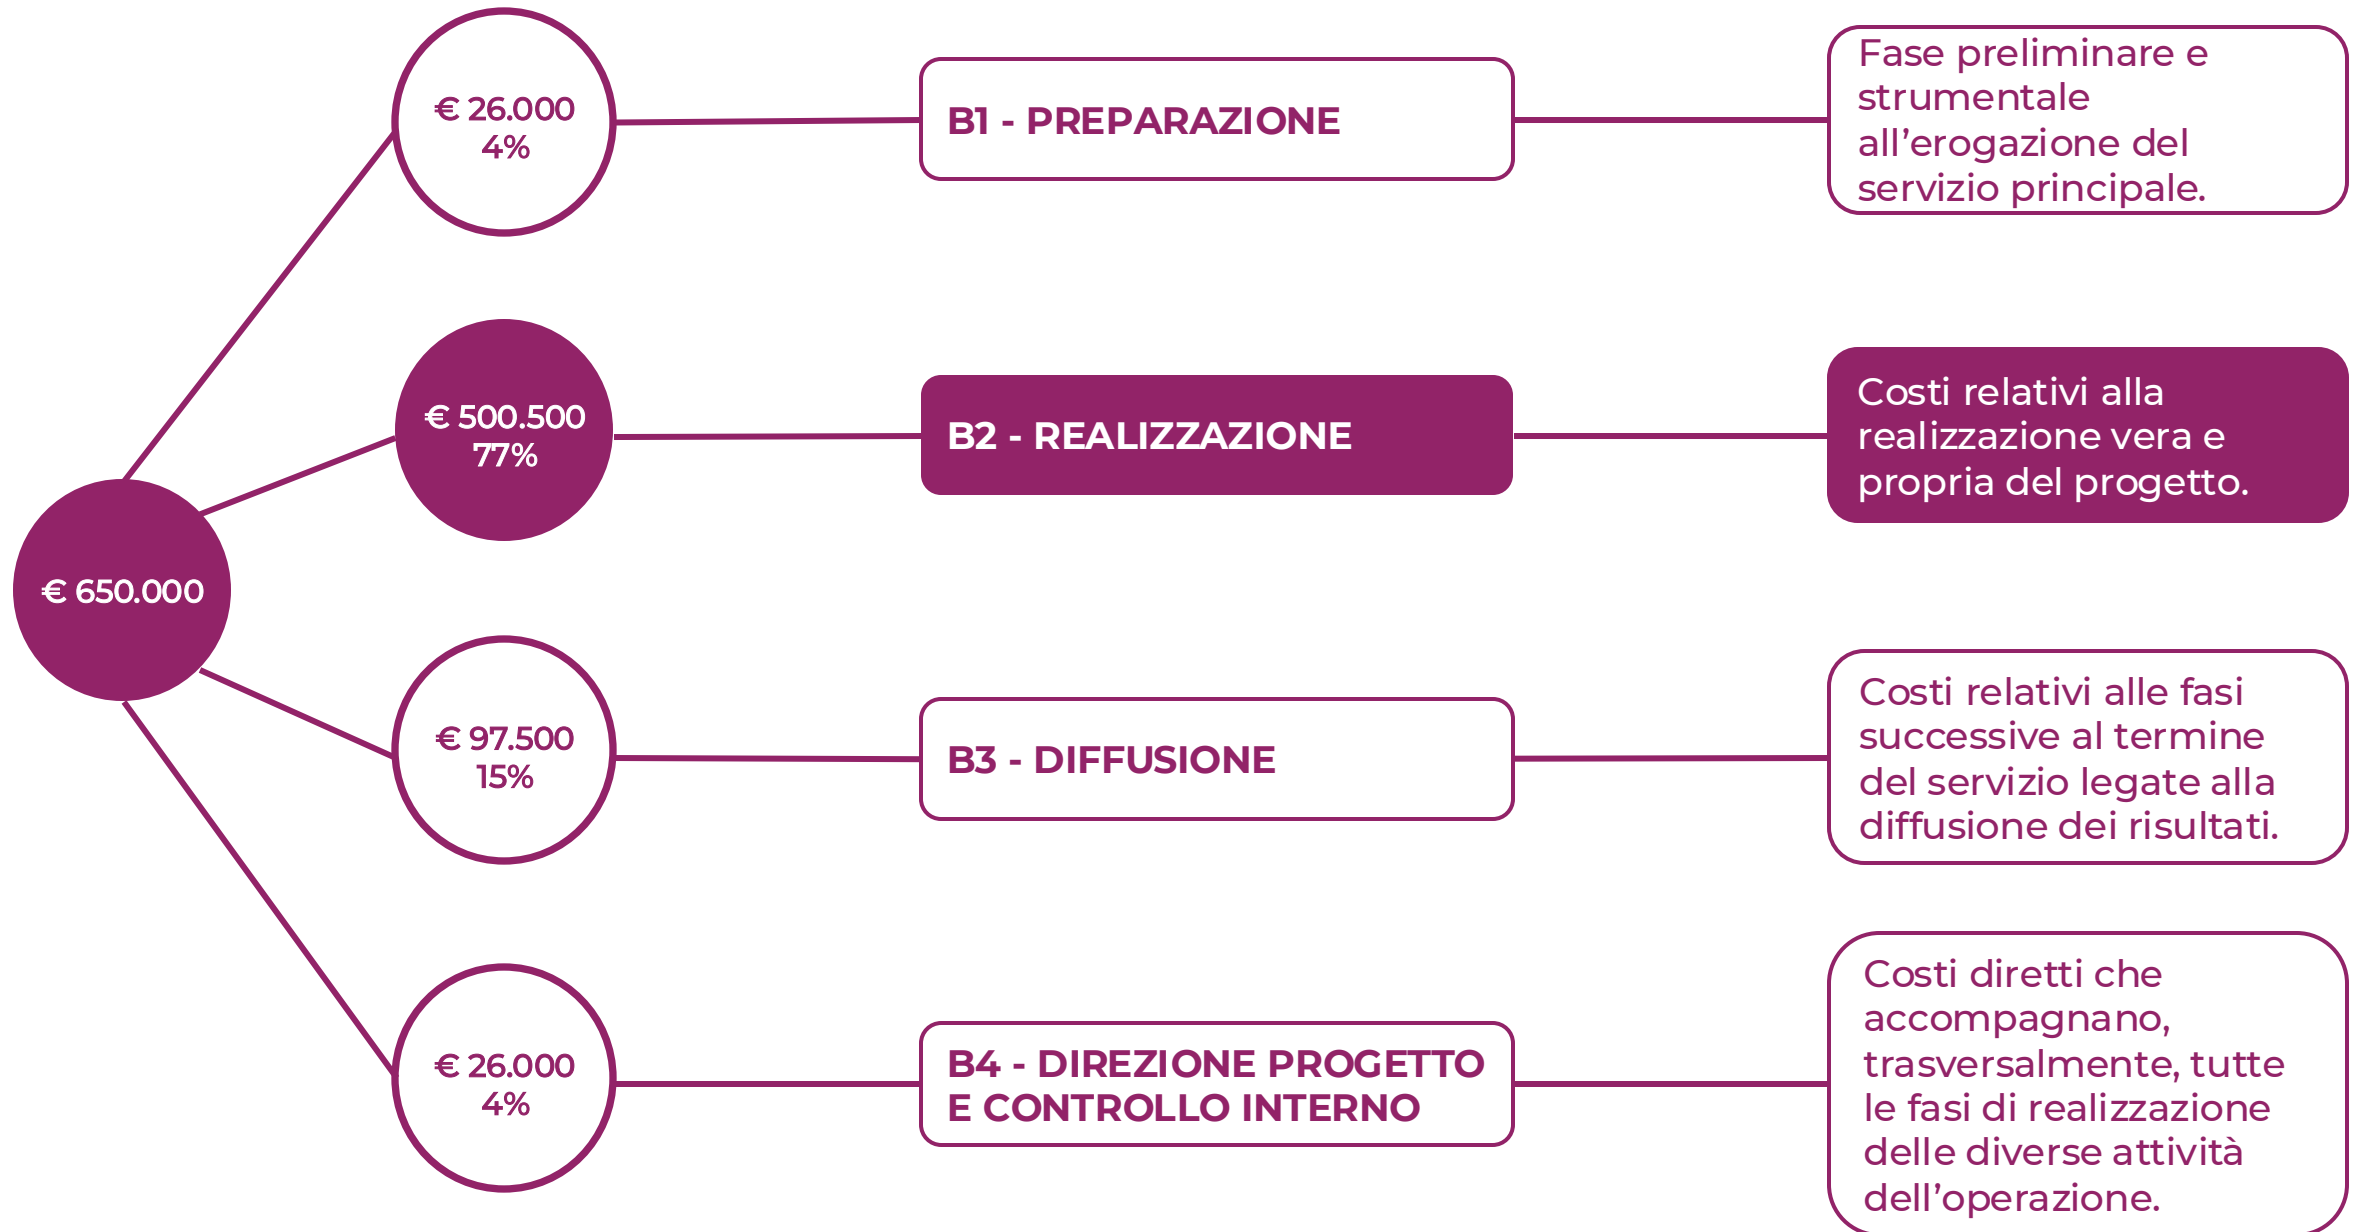 € 26.000
4%
B1 - PREPARAZIONE
Fase preliminare e
strumentale
all’erogazione del
servizio principale.
€ 500.500
77%
B2 - REALIZZAZIONE
Costi relativi alla
realizzazione vera e
propria del progetto.
€ 650.000
€ 97.500
15%
B3 - DIFFUSIONE
Costi relativi alle fasi
successive al termine
del servizio legate alla
diffusione dei risultati.
€ 26.000
4%
B4 - DIREZIONE PROGETTO
E CONTROLLO INTERNO
Costi diretti che
accompagnano,
trasversalmente, tutte
le fasi di realizzazione
delle diverse attività
dell’operazione.